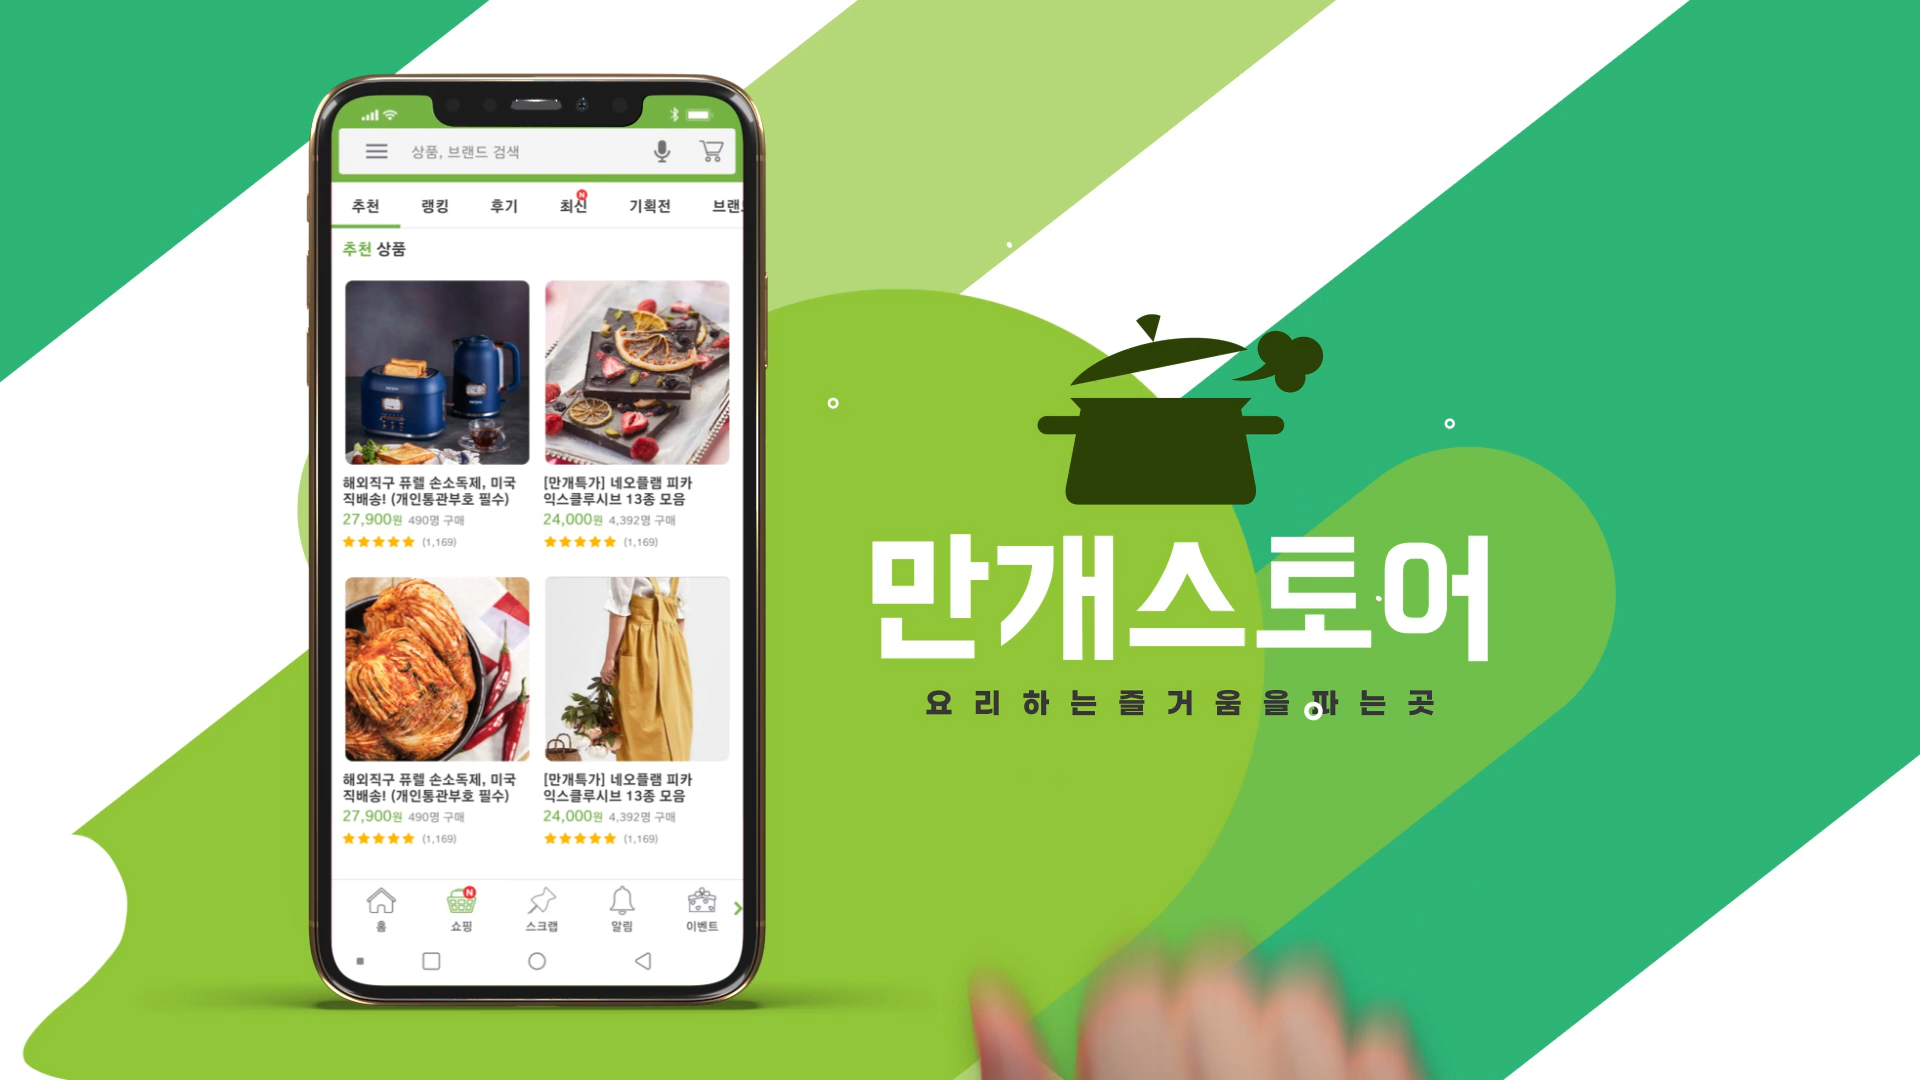 상품, 브랜드 검색
추천 랭킹 후기 최신 기획전 브랜드
N
추천 상품
해외직구 퓨렐 손소독제, 미국
직배송! (개인통관부호 필수)
27,900원 490명 구매
(1,169)
[만개특가] 네오플램 피카
익스클루시브 13종 모음
24,000원 4,392명 구매
(1,169)
해외직구 퓨렐 손소독제, 미국
직배송! (개인통관부호 필수)
27,900원 490명 구매
(1,169)
[만개특가] 네오플램 피카
익스클루시브 13종 모음
24,000원 4,392명 구매
(1,169)
N
홈 쇼핑 스크랩 알림 이벤트
만개스토어
요리하는즐거움을파는곳